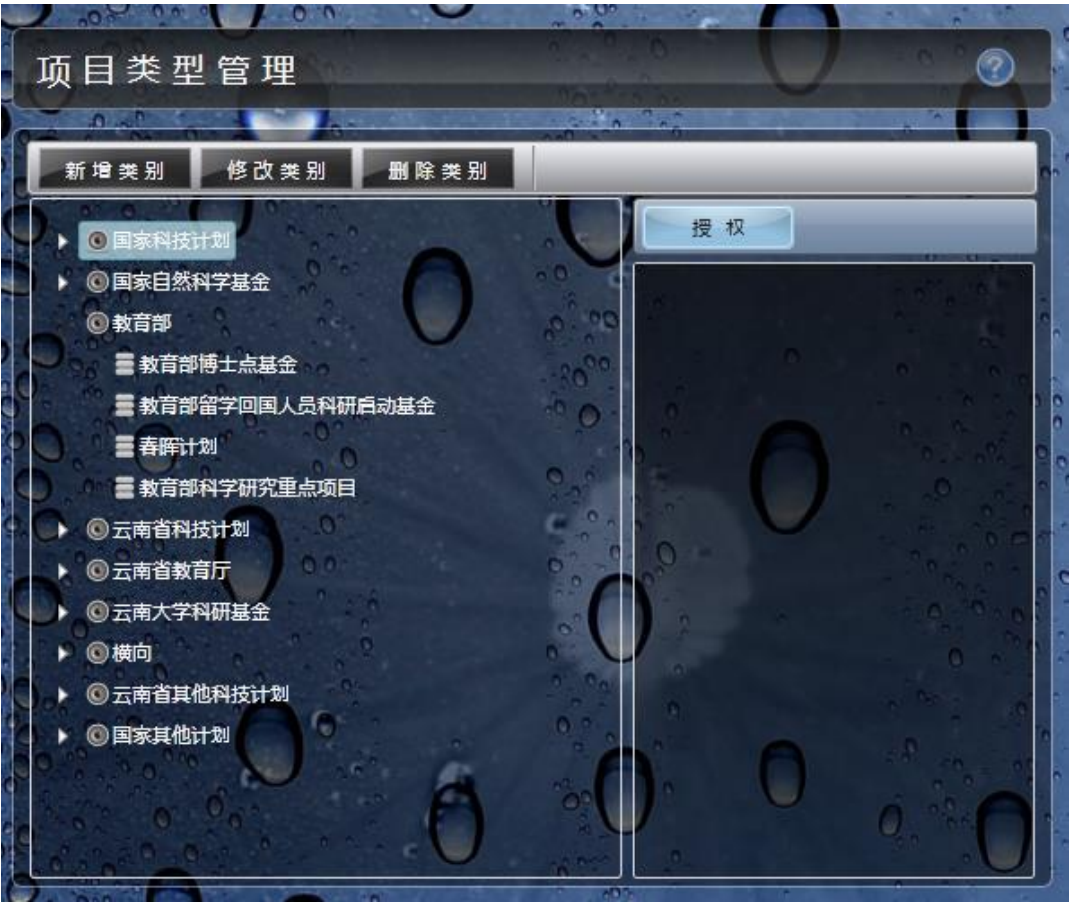 项目类型管理
?
新增类别 修改类别 删除类别
授权
国家科技计划
国家自然科学基金
教育部
教育部博士点基金
教育部留学回国人员科研启动基金
春晖计划
教育部科学研究重点项目
云南省科技计划
云南省教育厅
云南大学科研基金
横向
云南省其他科技计划
国家其他计划